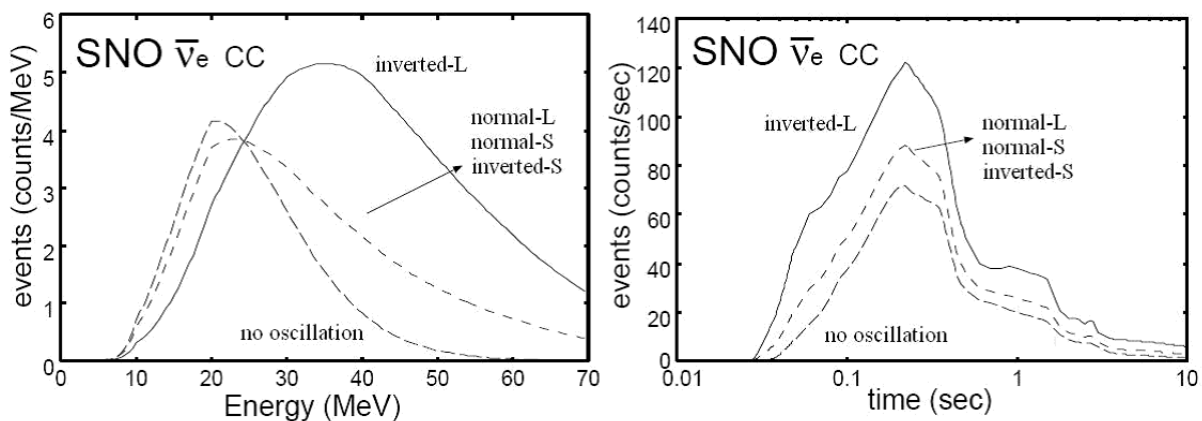 SNO ν̅e CC
inverted-L
normal-L
normal-S
inverted-S
no oscillation
events (counts/MeV)
6
5
4
3
2
1
0
0 10 20 30 40 50 60 70
Energy (MeV)
SNO ν̅e CC
inverted-L
normal-L
normal-S
inverted-S
no oscillation
events (counts/sec)
140
120
100
80
60
40
20
0
0.01 0.1 1 10
time (sec)